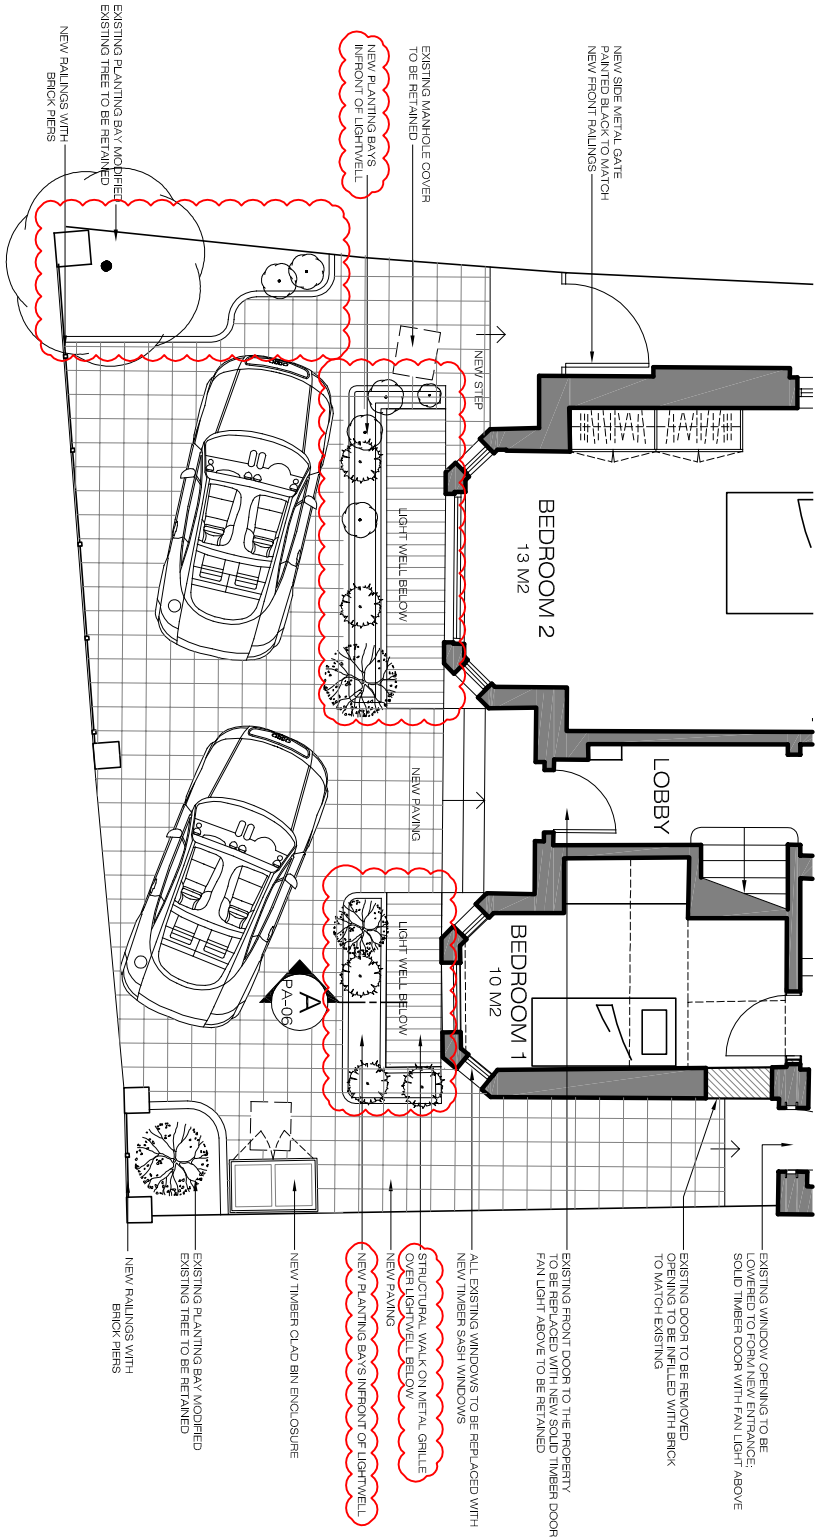 NEW SIDE METAL GATE
PAINTED BLACK TO MATCH
NEW FRONT RAILINGS
EXISTING MANHOLE COVER
TO BE RETAINED
NEW PLANTING BAYS
INFRONT OF LIGHTWELL
EXISTING PLANTING BAY MODIFIED
EXISTING TREE TO BE RETAINED
NEW RAILINGS WITH
BRICK PIERS
NEW STEP
BEDROOM 2
13 M2
LIGHT WELL BELOW
LOBBY
NEW PAVING
BEDROOM 1
10 M2
LIGHT WELL BELOW
A
PA-06
EXISTING WINDOW OPENING TO BE
LOWERED TO FORM NEW ENTRANCE;
SOLID TIMBER DOOR WITH FAN LIGHT ABOVE
EXISTING DOOR TO BE REMOVED
OPENING TO BE INFILLED WITH BRICK
TO MATCH EXISTING
EXISTING FRONT DOOR TO THE PROPERTY
TO BE REPLACED WITH NEW SOLID TIMBER DOOR
FAN LIGHT ABOVE TO BE RETAINED
ALL EXISTING WINDOWS TO BE REPLACED WITH
NEW TIMBER SASH WINDOWS
STRUCTURAL WALK ON METAL GRILLE
OVER LIGHTWELL BELOW
NEW PAVING
NEW PLANTING BAYS INFRONT OF LIGHTWELL
NEW TIMBER CLAD BIN ENCLOSURE
EXISTING PLANTING BAY MODIFIED
EXISTING TREE TO BE RETAINED
NEW RAILINGS WITH
BRICK PIERS